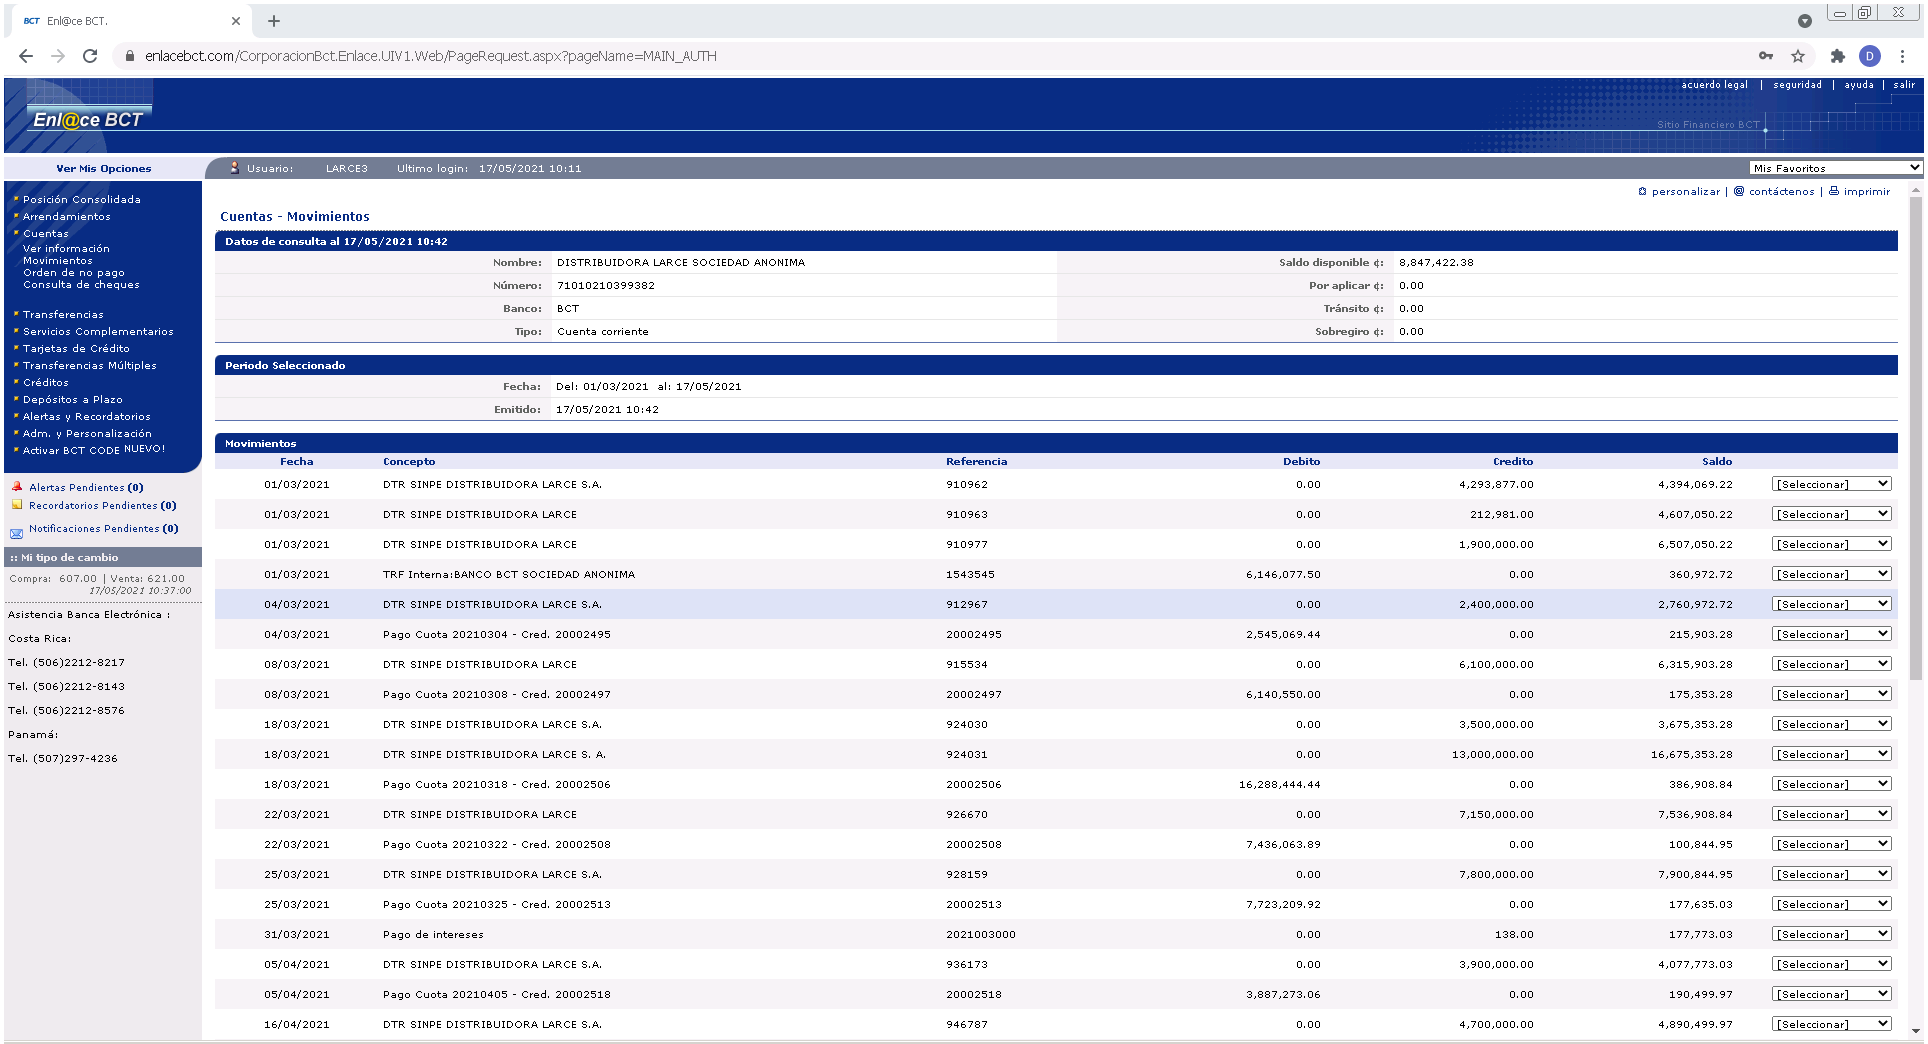 BCT Enl@ce BCT.
enlacebct.com/CorporacionBct.Enlace.UIV1.Web/PageRequest.aspx?pageName=MAIN_AUTH
D
acuerdo legal | seguridad | ayuda | salir
Enl@ce BCT
Sitio Financiero BCT
Ver Mis Opciones
Usuario: LARCE3 Ultimo login: 17/05/2021 10:11
Mis Favoritos
personalizar | contáctenos | imprimir
Posición Consolidada
Arrendamientos
Cuentas
Ver información
Movimientos
Orden de no pago
Consulta de cheques
Transferencias
Servicios Complementarios
Tarjetas de Crédito
Transferencias Múltiples
Créditos
Depósitos a Plazo
Alertas y Recordatorios
Adm. y Personalización
Activar BCT CODE NUEVO!
Alertas Pendientes (0)
Recordatorios Pendientes (0)
Notificaciones Pendientes (0)
:: Mi tipo de cambio
Compra: 607.00 | Venta: 621.00
17/05/2021 10:37:00
Asistencia Banca Electrónica :
Costa Rica:
Tel. (506)2212-8217
Tel. (506)2212-8143
Tel. (506)2212-8576
Panamá:
Tel. (507)297-4236
Cuentas - Movimientos
Datos de consulta al 17/05/2021 10:42
Nombre: DISTRIBUIDORA LARCE SOCIEDAD ANONIMA Saldo disponible ¢: 8,847,422.38
Número: 71010210399382 Por aplicar ¢: 0.00
Banco: BCT Tránsito ¢: 0.00
Tipo: Cuenta corriente Sobregiro ¢: 0.00
Periodo Seleccionado
Fecha: Del: 01/03/2021 al: 17/05/2021
Emitido: 17/05/2021 10:42
Movimientos
Fecha Concepto Referencia Debito Credito Saldo
01/03/2021 DTR SINPE DISTRIBUIDORA LARCE S.A. 910962 0.00 4,293,877.00 4,394,069.22 [Seleccionar]
01/03/2021 DTR SINPE DISTRIBUIDORA LARCE 910963 0.00 212,981.00 4,607,050.22 [Seleccionar]
01/03/2021 DTR SINPE DISTRIBUIDORA LARCE 910977 0.00 1,900,000.00 6,507,050.22 [Seleccionar]
01/03/2021 TRF Interna:BANCO BCT SOCIEDAD ANONIMA 1543545 6,146,077.50 0.00 360,972.72 [Seleccionar]
04/03/2021 DTR SINPE DISTRIBUIDORA LARCE S.A. 912967 0.00 2,400,000.00 2,760,972.72 [Seleccionar]
04/03/2021 Pago Cuota 20210304 - Cred. 20002495 20002495 2,545,069.44 0.00 215,903.28 [Seleccionar]
08/03/2021 DTR SINPE DISTRIBUIDORA LARCE 915534 0.00 6,100,000.00 6,315,903.28 [Seleccionar]
08/03/2021 Pago Cuota 20210308 - Cred. 20002497 20002497 6,140,550.00 0.00 175,353.28 [Seleccionar]
18/03/2021 DTR SINPE DISTRIBUIDORA LARCE S.A. 924030 0.00 3,500,000.00 3,675,353.28 [Seleccionar]
18/03/2021 DTR SINPE DISTRIBUIDORA LARCE S. A. 924031 0.00 13,000,000.00 16,675,353.28 [Seleccionar]
18/03/2021 Pago Cuota 20210318 - Cred. 20002506 20002506 16,288,444.44 0.00 386,908.84 [Seleccionar]
22/03/2021 DTR SINPE DISTRIBUIDORA LARCE 926670 0.00 7,150,000.00 7,536,908.84 [Seleccionar]
22/03/2021 Pago Cuota 20210322 - Cred. 20002508 20002508 7,436,063.89 0.00 100,844.95 [Seleccionar]
25/03/2021 DTR SINPE DISTRIBUIDORA LARCE S.A. 928159 0.00 7,800,000.00 7,900,844.95 [Seleccionar]
25/03/2021 Pago Cuota 20210325 - Cred. 20002513 20002513 7,723,209.92 0.00 177,635.03 [Seleccionar]
31/03/2021 Pago de intereses 2021003000 0.00 138.00 177,773.03 [Seleccionar]
05/04/2021 DTR SINPE DISTRIBUIDORA LARCE S.A. 936173 0.00 3,900,000.00 4,077,773.03 [Seleccionar]
05/04/2021 Pago Cuota 20210405 - Cred. 20002518 20002518 3,887,273.06 0.00 190,499.97 [Seleccionar]
16/04/2021 DTR SINPE DISTRIBUIDORA LARCE S.A. 946787 0.00 4,700,000.00 4,890,499.97 [Seleccionar]